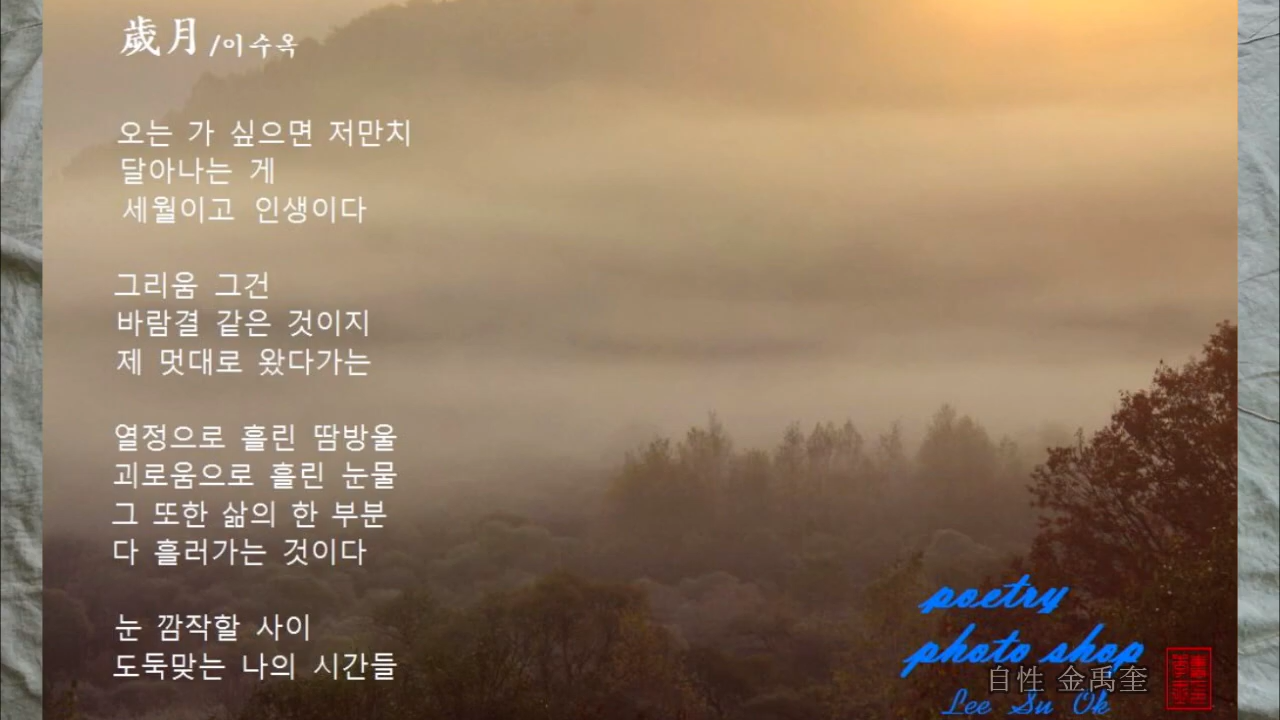 歲月 /이수옥
오는 가 싶으면 저만치
달아나는 게
세월이고 인생이다
그리움 그건
바람결 같은 것이지
제 멋대로 왔다가는
열정으로 흘린 땀방울
괴로움으로 흘린 눈물
그 또한 삶의 한 부분
다 흘러가는 것이다
눈 깜작할 사이
도둑맞는 나의 시간들
poetry
photo shop
自性 金禹奎
Lee Su Ok